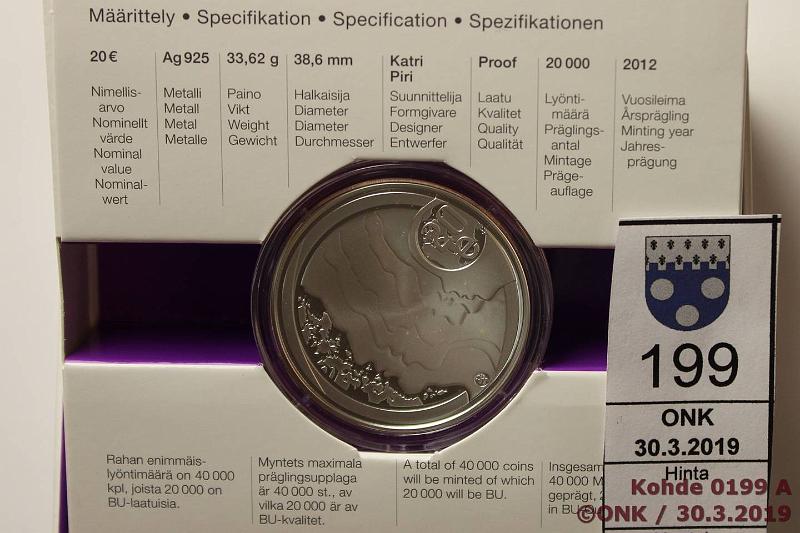 Määrittely • Specifikation • Specification • Spezifikationen
20 €
Nimellis-
arvo
Nominellt
värde
Nominal
value
Nominal-
wert
Ag 925
Metalli
Metall
Metal
Metalle
33,62 g
Paino
Vikt
Weight
Gewicht
38,6 mm
Halkaisija
Diameter
Diameter
Durchmesser
Katri
Piri
Suunnittelija
Formgivare
Designer
Entwerfer
Proof
Laatu
Kvalitet
Quality
Qualität
20 000
Lyönti-
määrä
Präglings-
antal
Mintage
Präge-
auflage
2012
Vuosileima
Årsprägling
Minting year
Jahres-
prägung
Rahan enimmäis-
lyöntimäärä on 40 000
kpl, joista 20 000 on
BU-laatuisia.
Myntets maximala
präglingsupplaga
är 40 000 st., av
vilka 20 000 är av
BU-kvalitet.
A total of 40 000 coins
will be minted of which
20 000 will be BU.
Insgesam
40 000 M
geprägt, 2
in BU-Qu
199
ONK
30.3.2019
Hinta
Kohde 0199 A
©ONK / 30.3.2019